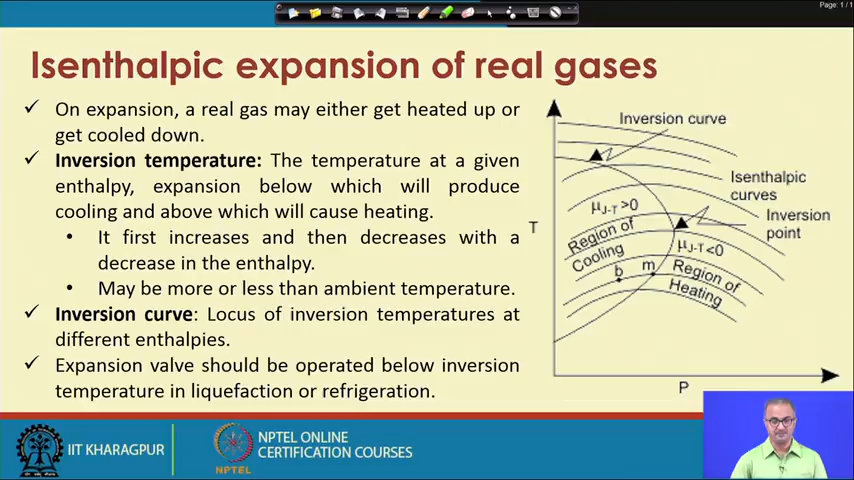 Page: 1 / 1
Isenthalpic expansion of real gases
✓ On expansion, a real gas may either get heated up or
get cooled down.
✓ Inversion temperature: The temperature at a given
enthalpy, expansion below which will produce
cooling and above which will cause heating.
• It first increases and then decreases with a
decrease in the enthalpy.
• May be more or less than ambient temperature.
✓ Inversion curve: Locus of inversion temperatures at
different enthalpies.
✓ Expansion valve should be operated below inversion
temperature in liquefaction or refrigeration.
Inversion curve
Isenthalpic
curves
Inversion
point
μJ-T >0
T
Region of
Cooling
μJ-T <0
b
m
Region of
Heating
P
IIT KHARAGPUR
NPTEL
NPTEL ONLINE
CERTIFICATION COURSES